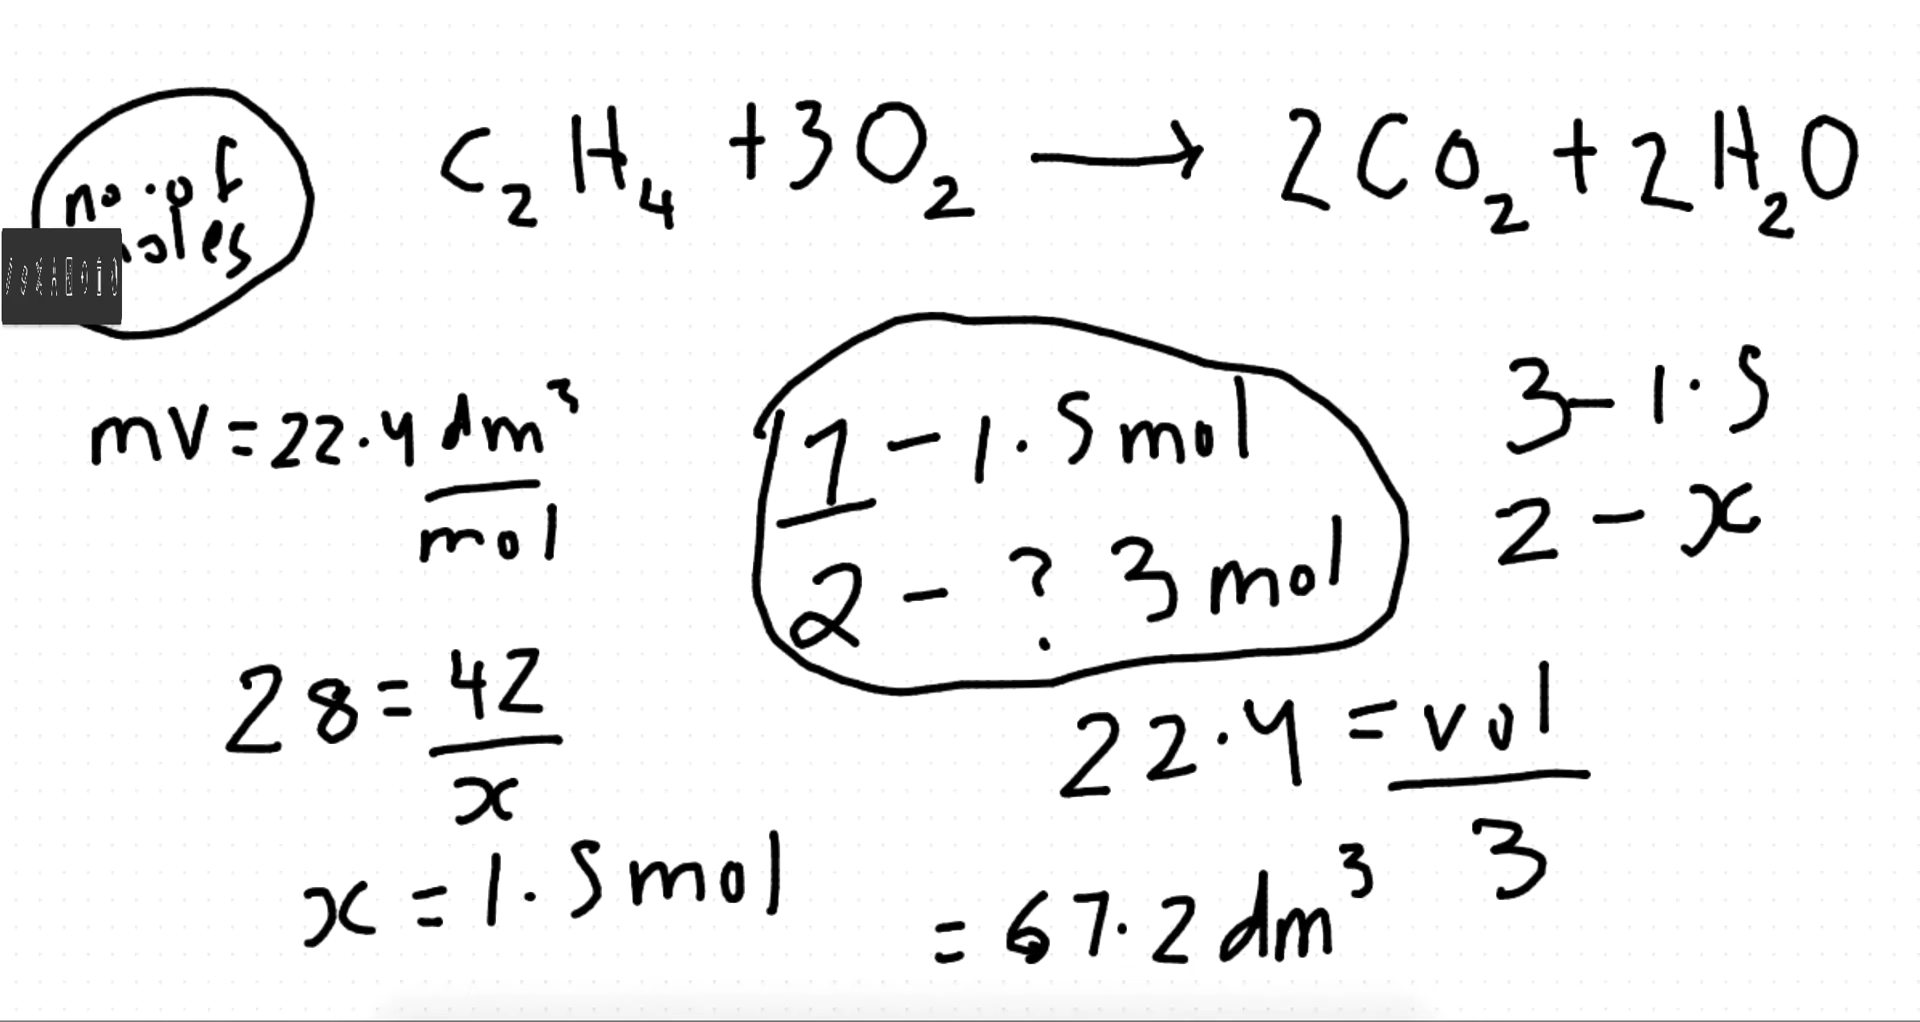 no. of
C₂H₄ + 3O₂ → 2CO₂ + 2H₂O
mV = 22.4 dm³/mol
1 - 1.5 mol
2 - ? 3 mol
3 - 1.5
2 - x
28 = 42/x
x = 1.5 mol
22.4 = vol/3
= 67.2 dm³